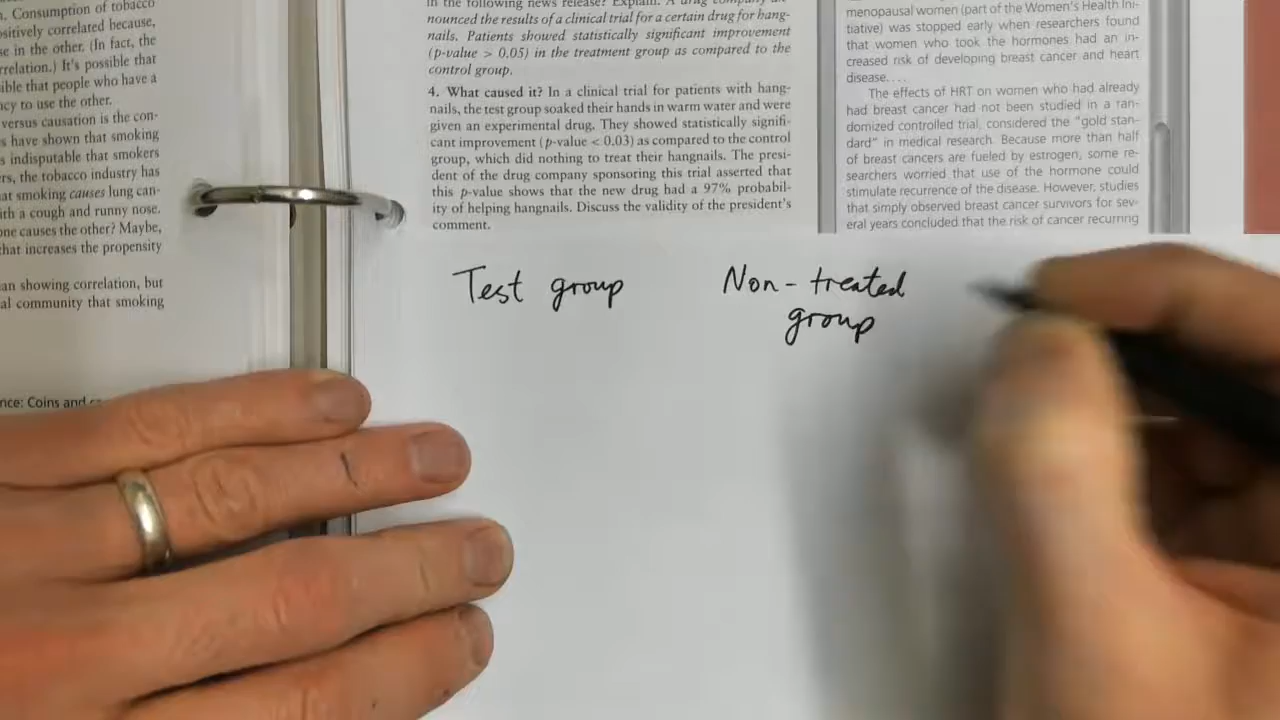 . Consumption of tobacco
ositively correlated because,
se in the other. (In fact, the
rrelation.) It's possible that
ible that people who have a
ncy to use the other.
versus causation is the con-
s have shown that smoking
s indisputable that smokers
ers, the tobacco industry has
at smoking causes lung can-
ith a cough and runny nose.
one causes the other? Maybe,
that increases the propensity
an showing correlation, but
al community that smoking
nce: Coins and
in the following news release? Explain. A drug company an-
nounced the results of a clinical trial for a certain drug for hang-
nails. Patients showed statistically significant improvement
(p-value > 0.05) in the treatment group as compared to the
control group.
4. What caused it? In a clinical trial for patients with hang-
nails, the test group soaked their hands in warm water and were
given an experimental drug. They showed statistically signifi-
cant improvement (p-value < 0.03) as compared to the control
group, which did nothing to treat their hangnails. The presi-
dent of the drug company sponsoring this trial asserted that
this p-value shows that the new drug had a 97% probabil-
ity of helping hangnails. Discuss the validity of the president's
comment.
menopausal women (part of the Women's Health Ini-
tiative) was stopped early when researchers found
that women who took the hormones had an in-
creased risk of developing breast cancer and heart
disease....
The effects of HRT on women who had already
had breast cancer had not been studied in a ran-
domized controlled trial, considered the "gold stan-
dard" in medical research. Because more than half
of breast cancers are fueled by estrogen, some re-
searchers worried that use of the hormone could
stimulate recurrence of the disease. However, studies
that simply observed breast cancer survivors for sev-
eral years concluded that the risk of cancer recurring
Test group
Non-treated
group